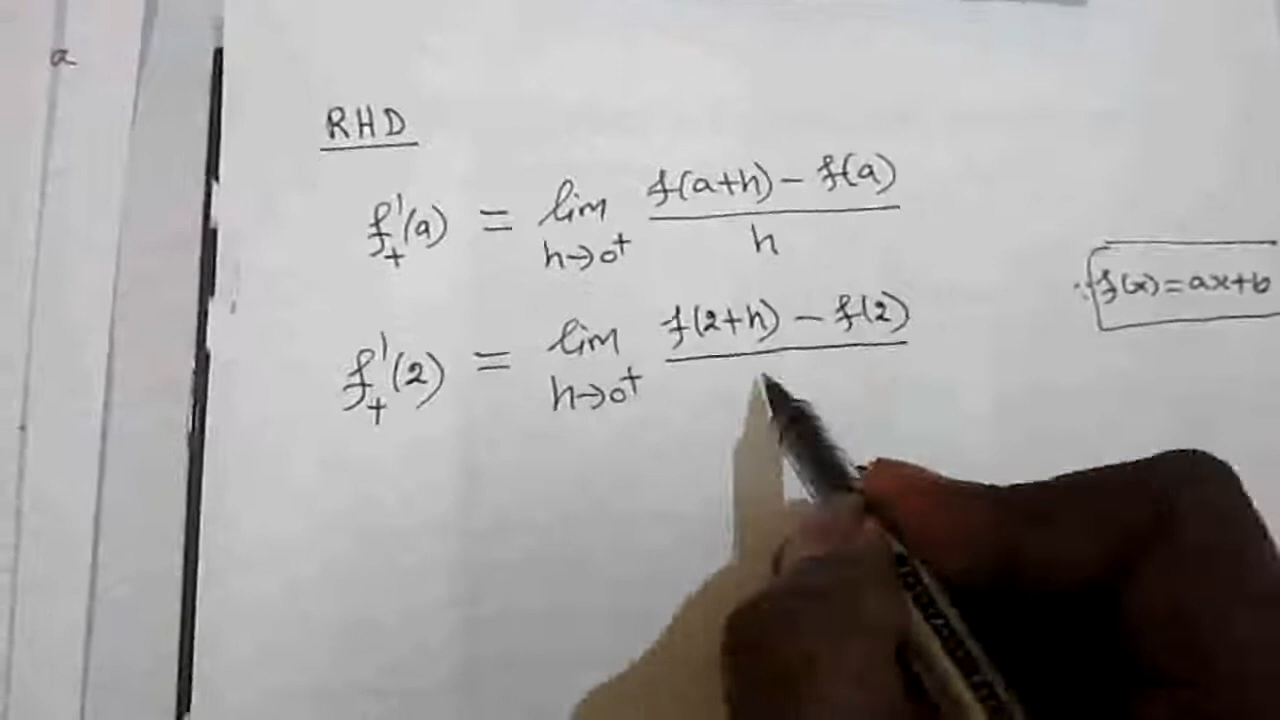 a
RHD
f'₊(a) = lim h→0⁺ f(a+h) − f(a) / h
f'₊(2) = lim h→0⁺ f(2+h) − f(2)
∴ f(x) = ax+b